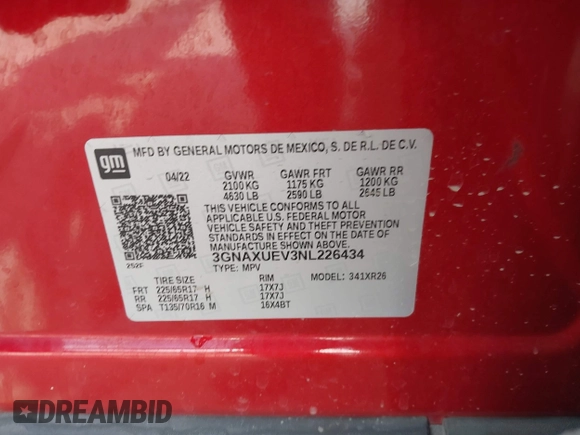 gm
MFD BY GENERAL MOTORS DE MEXICO, S. DE R.L. DE C.V.
04/22 GVWR GAWR FRT GAWR RR
2100 KG 1175 KG 1200 KG
4630 LB 2590 LB 2645 LB
THIS VEHICLE CONFORMS TO ALL
APPLICABLE U.S. FEDERAL MOTOR
VEHICLE SAFETY AND THEFT PREVENTION
STANDARDS IN EFFECT ON THE DATE OF
MANUFACTURE SHOWN ABOVE.
3GNAXUEV3NL226434
2S2F TYPE: MPV
TIRE SIZE RIM MODEL: 341XR26
FRT 225/65R17 H 17X7J
RR 225/65R17 H 17X7J
SPA T135/70R16 M 16X4BT
DREAMBID